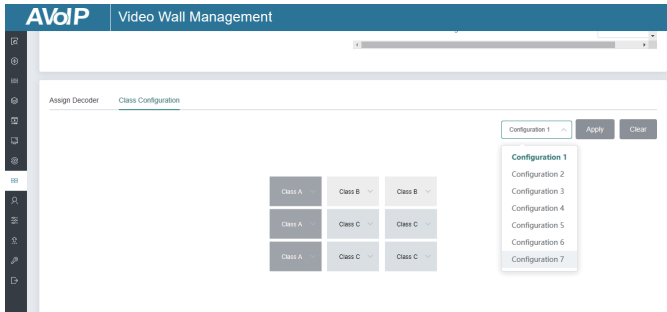 AVoIP Video Wall Management
Assign Decoder Class Configuration
Configuration 1 Apply Clear
Configuration 1
Configuration 2
Configuration 3
Configuration 4
Configuration 5
Configuration 6
Configuration 7
Class A Class B Class B
Class A Class C Class C
Class A Class C Class C